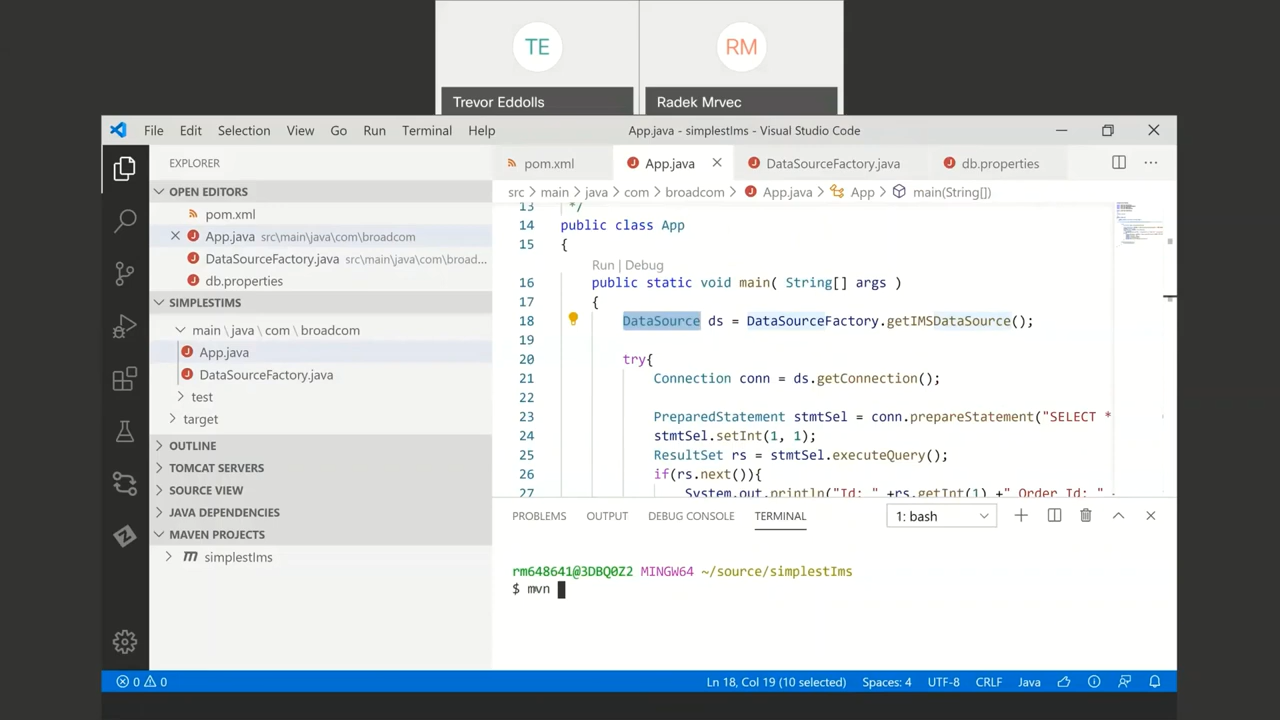 TE
RM
Trevor Eddolls
Radek Mrvec
File Edit Selection View Go Run Terminal Help
App.java - simplestIms - Visual Studio Code
EXPLORER
OPEN EDITORS
pom.xml
App.java src\main\java\com\broadcom
DataSourceFactory.java src\main\java\com\broad...
db.properties
SIMPLESTIMS
main \ java \ com \ broadcom
App.java
DataSourceFactory.java
test
target
OUTLINE
TOMCAT SERVERS
SOURCE VIEW
JAVA DEPENDENCIES
MAVEN PROJECTS
simplestIms
pom.xml App.java DataSourceFactory.java db.properties
src > main > java > com > broadcom > App.java > App > main(String[])
13 */
14 public class App
15 {
Run | Debug
16 public static void main( String[] args )
17 {
18 DataSource ds = DataSourceFactory.getIMSDataSource();
19
20 try{
21 Connection conn = ds.getConnection();
22
23 PreparedStatement stmtSel = conn.prepareStatement("SELECT *
24 stmtSel.setInt(1, 1);
25 ResultSet rs = stmtSel.executeQuery();
26 if(rs.next()){
27 System.out.println("Id: " +rs.getInt(1) +" Order Id: " +
PROBLEMS OUTPUT DEBUG CONSOLE TERMINAL
1: bash
rm648641@3DBQ0Z2 MINGW64 ~/source/simplestIms
$ mvn
0 0
Ln 18, Col 19 (10 selected) Spaces: 4 UTF-8 CRLF Java